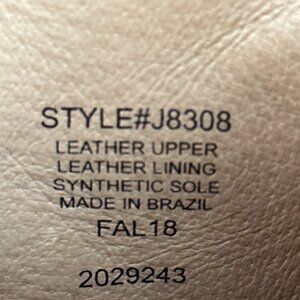 STYLE#J8308
LEATHER UPPER
LEATHER LINING
SYNTHETIC SOLE
MADE IN BRAZIL
FAL18
2029243